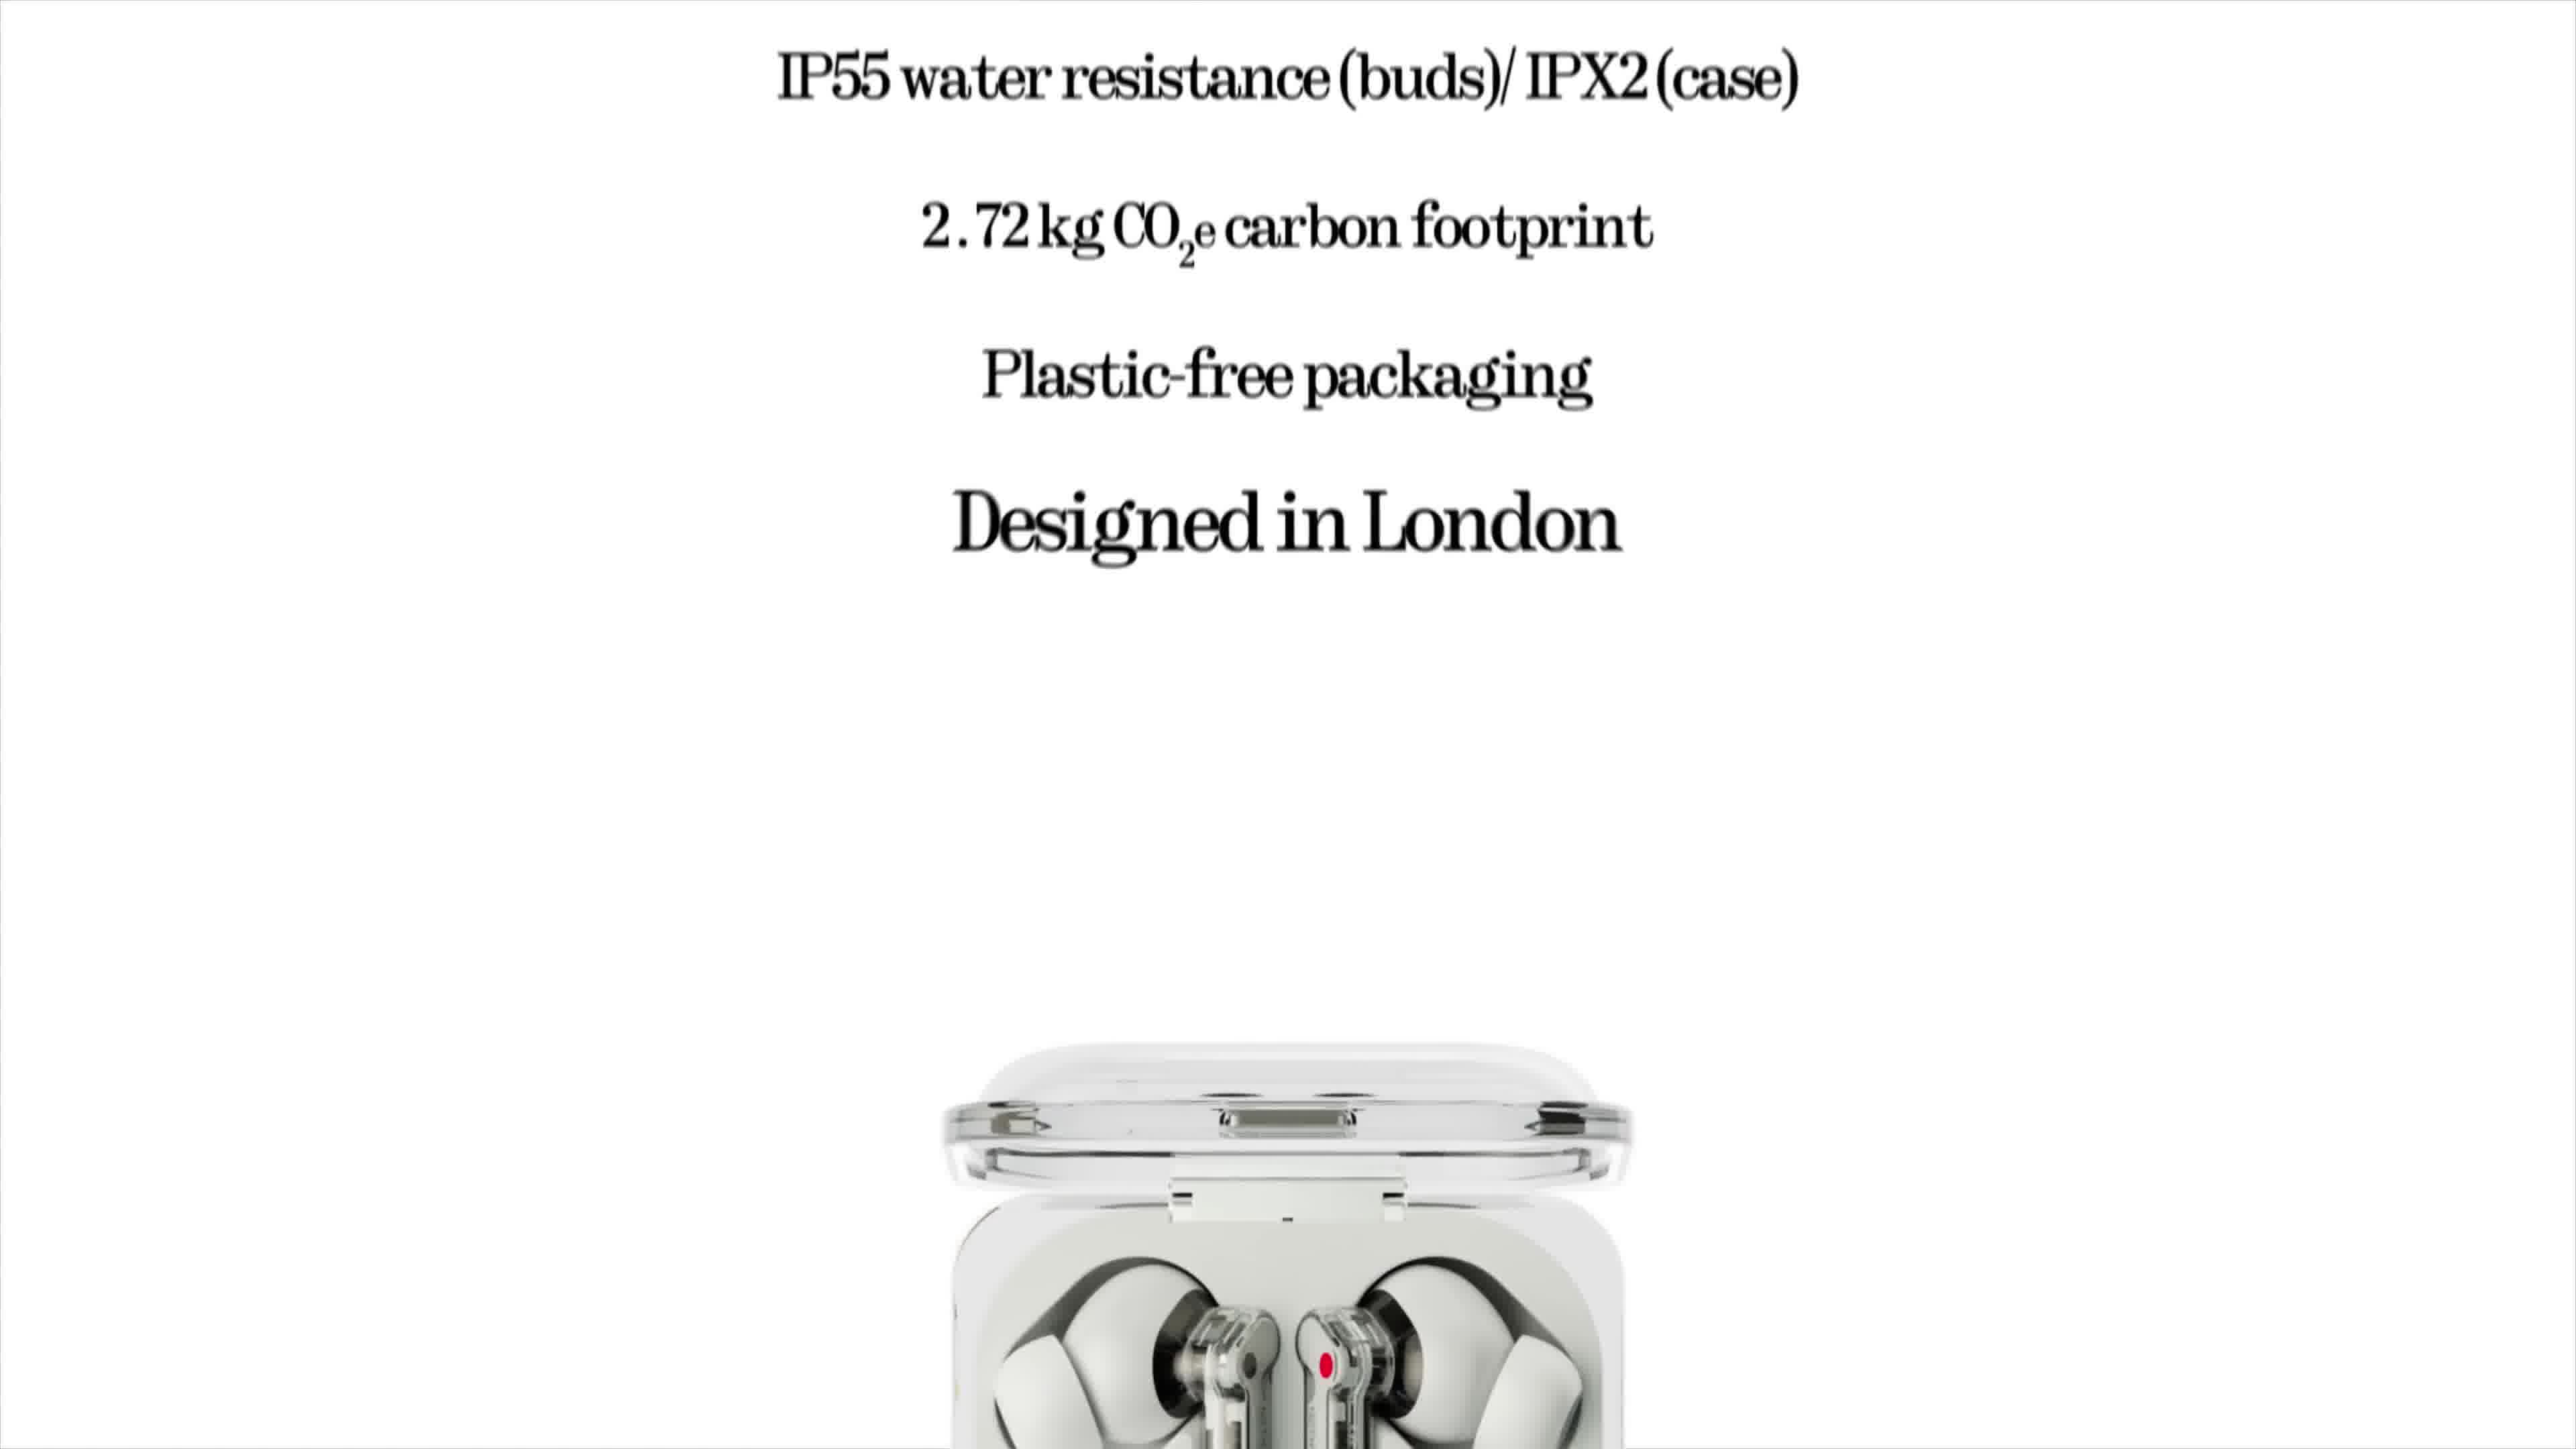 IP55 water resistance (buds)/ IPX2 (case)
2.72 kg CO₂e carbon footprint
Plastic-free packaging
Designed in London